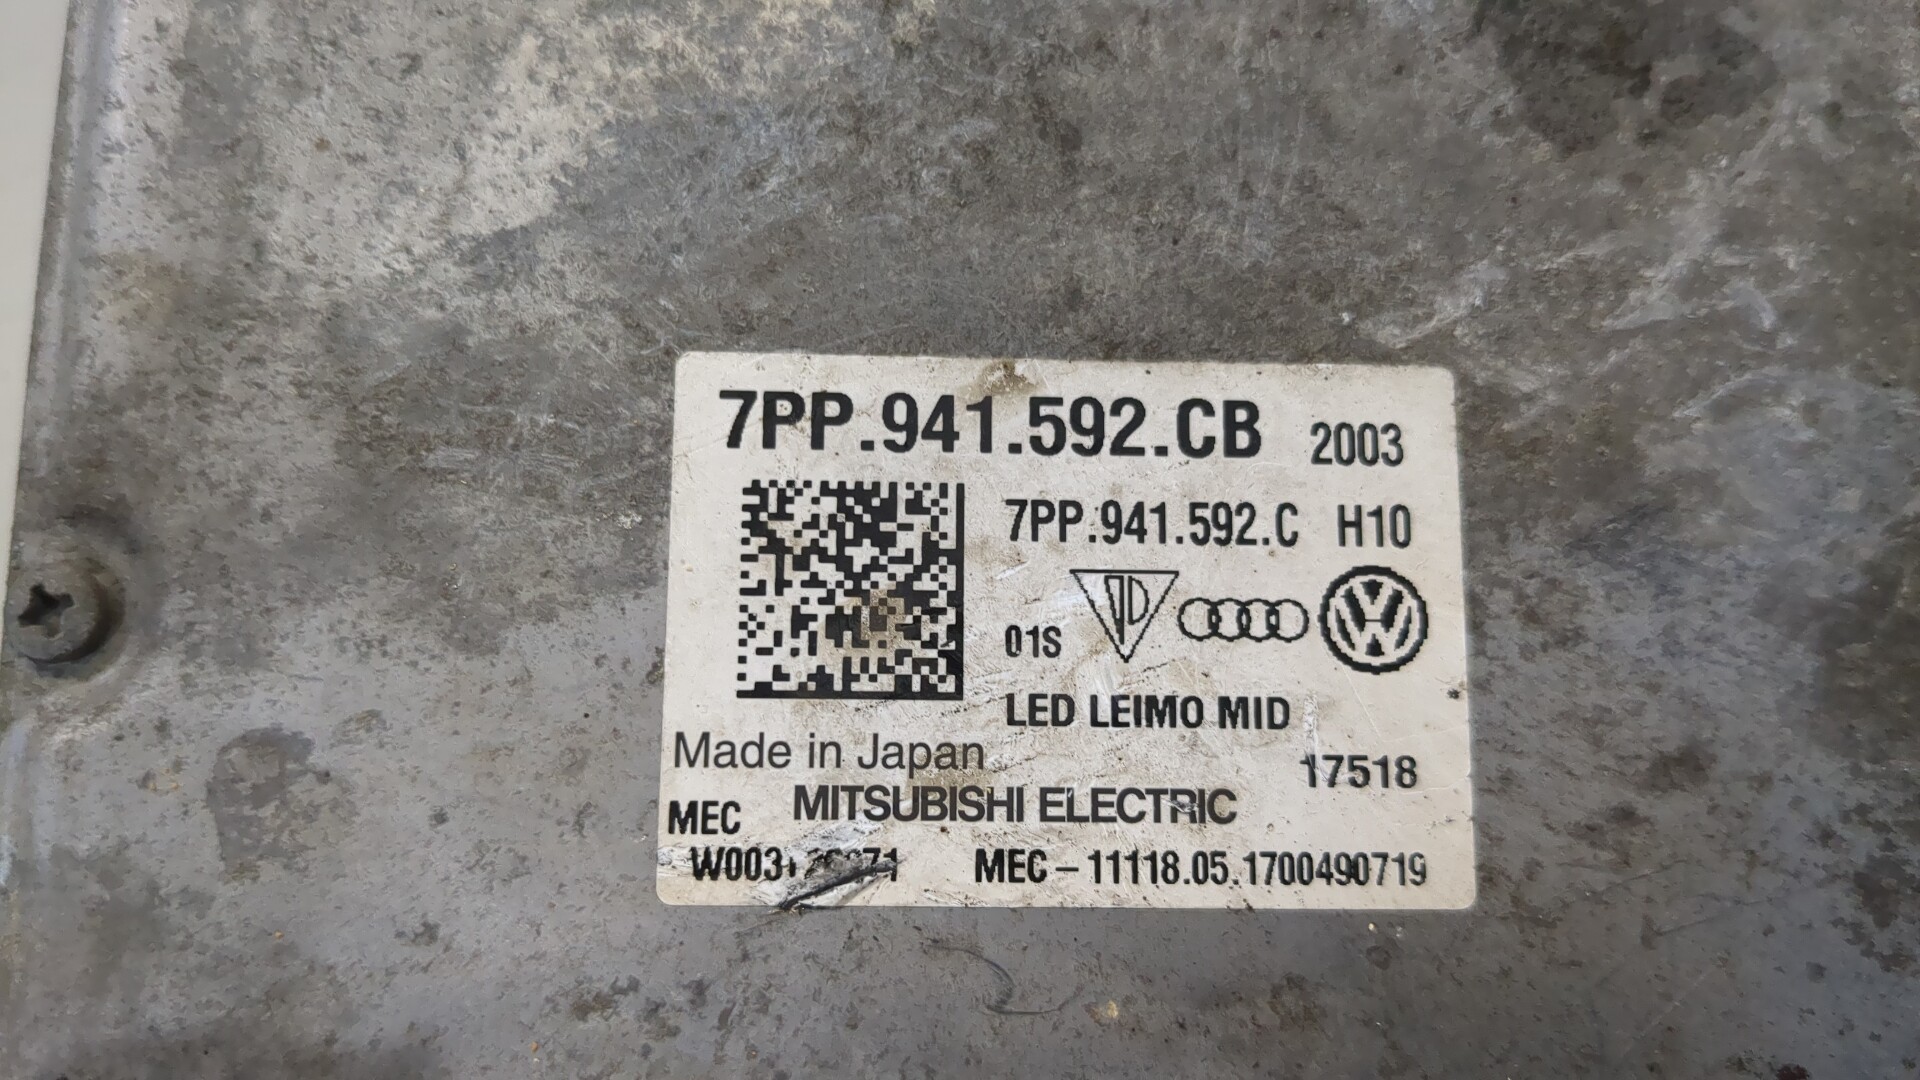 7PP.941.592.CB 2003
7PP.941.592.C H10
01S
LED LEIMO MID
Made in Japan 17518
MEC MITSUBISHI ELECTRIC
MEC-11118.05.1700490719